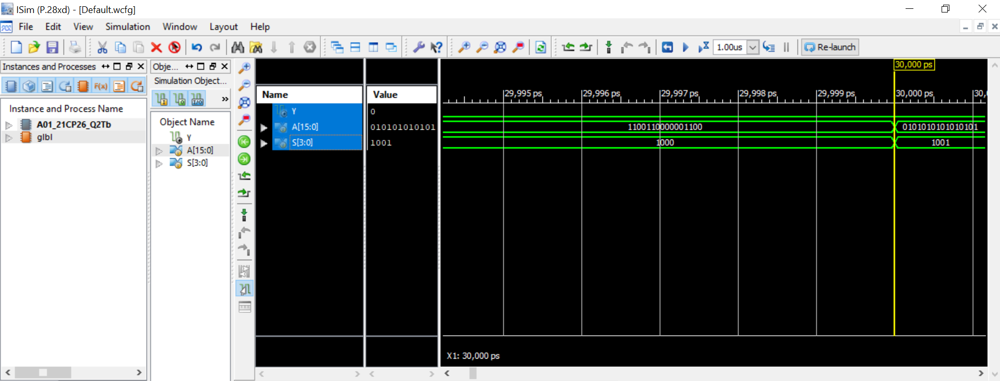 ISim (P.28xd) - [Default.wcfg]
File Edit View Simulation Window Layout Help
1.00us Re-launch
Instances and Processes
Instance and Process Name
A01_21CP26_Q2Tb
glbl
Obje...
Simulation Object...
Object Name
Y
A[15:0]
S[3:0]
Name Value
Y 0
A[15:0] 010101010101
S[3:0] 1001
30,000 ps
29,995 ps 29,996 ps 29,997 ps 29,998 ps 29,999 ps 30,000 ps 30,
1100110000001100 0101010101010101
1000 1001
X1: 30,000 ps